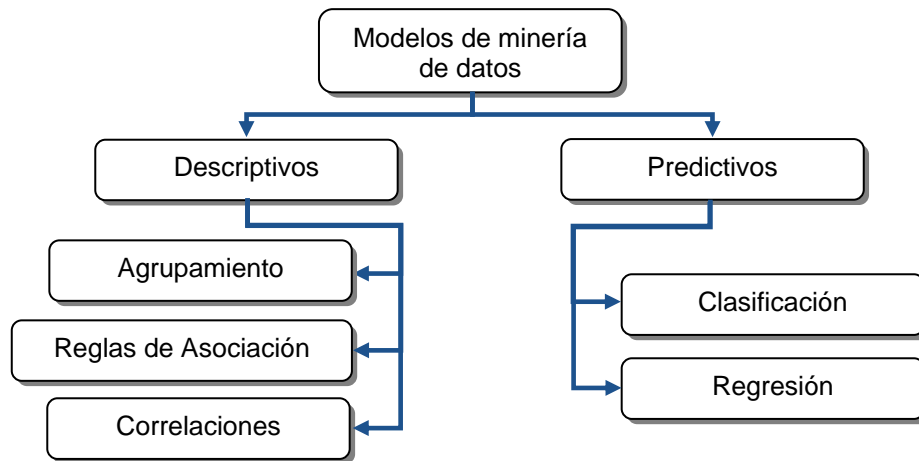 Modelos de minería
de datos
Descriptivos
Predictivos
Agrupamiento
Reglas de Asociación
Correlaciones
Clasificación
Regresión